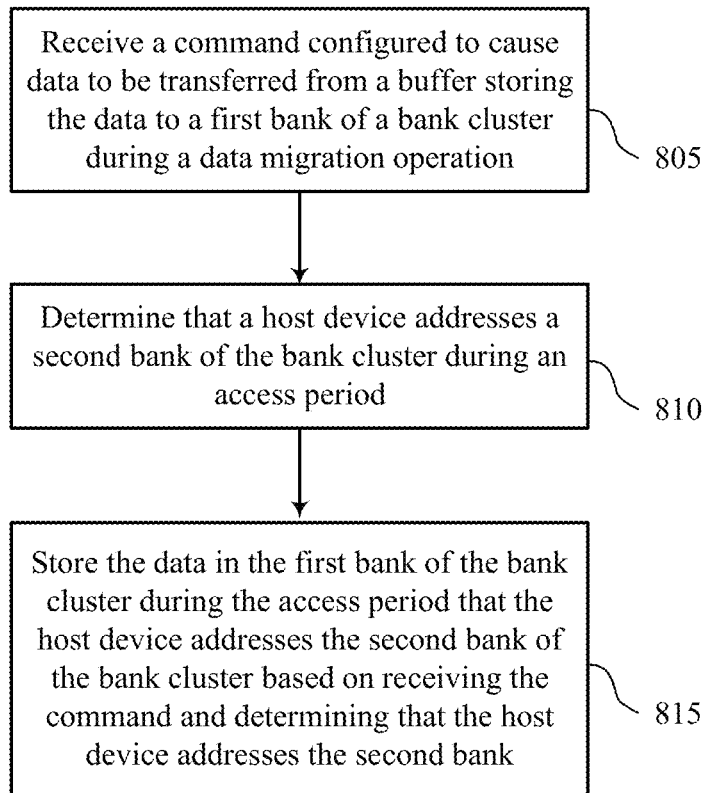 Receive a command configured to cause
data to be transferred from a buffer storing
the data to a first bank of a bank cluster
during a data migration operation
805
Determine that a host device addresses a
second bank of the bank cluster during an
access period
810
Store the data in the first bank of the bank
cluster during the access period that the
host device addresses the second bank of
the bank cluster based on receiving the
command and determining that the host
device addresses the second bank
815